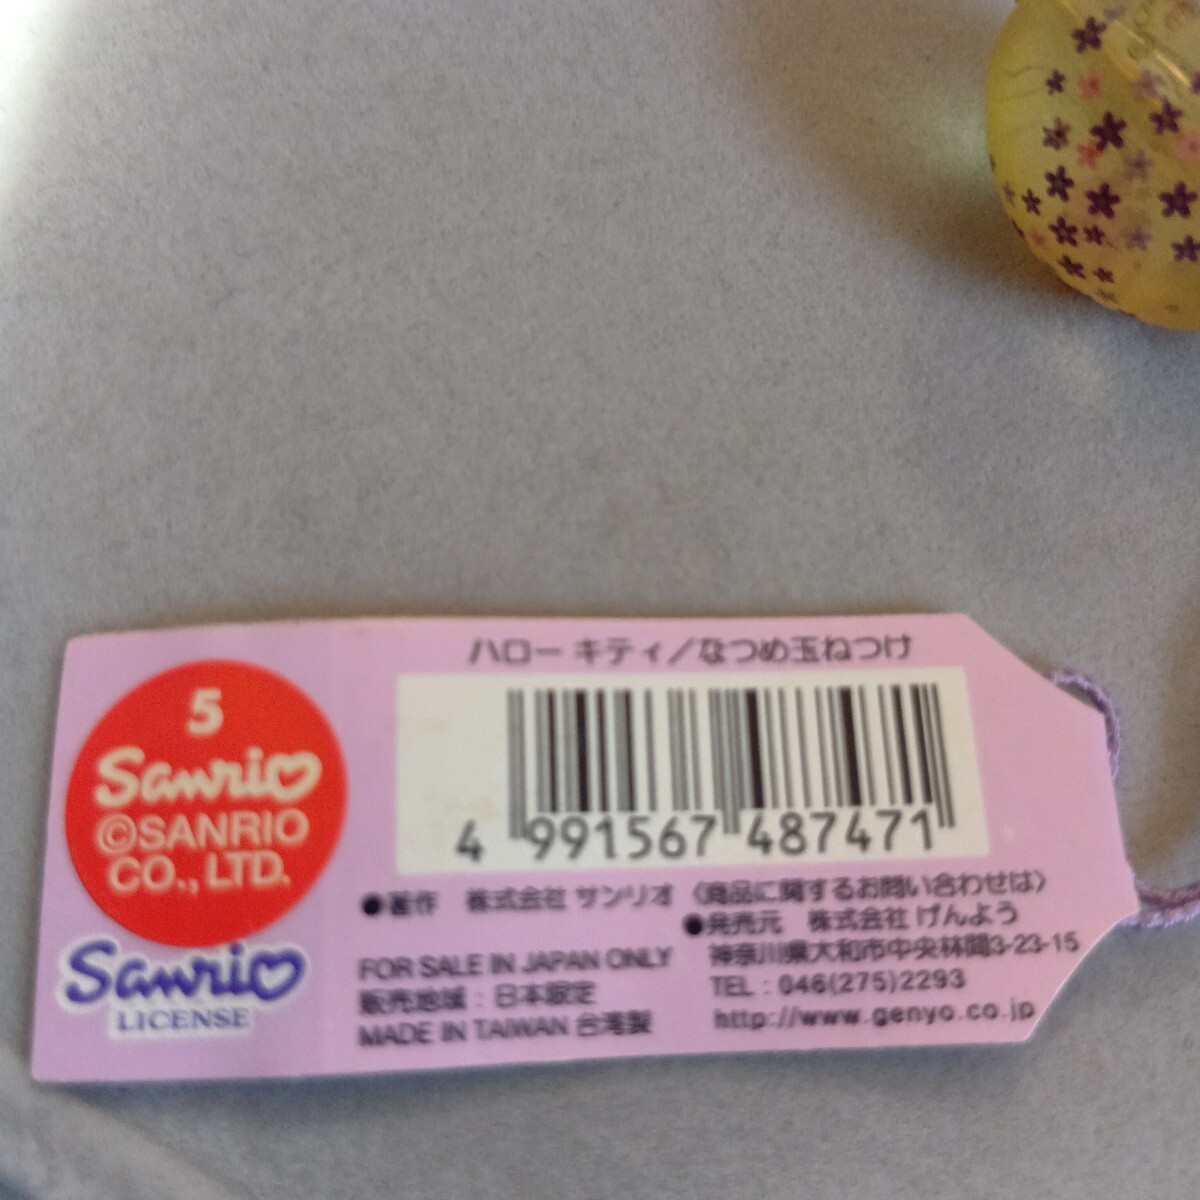 ハローキティ／なつめ玉ねつけ
5
Sanrio
©SANRIO
CO., LTD.
Sanrio
LICENSE
4 991567 487471
●著作 株式会社 サンリオ 〈商品に関するお問い合わせは〉
●発売元 株式会社 げんよう
神奈川県大和市中央林間3-23-15
TEL : 046(275)2293
http://www.genyo.co.jp
FOR SALE IN JAPAN ONLY
販売地域 : 日本限定
MADE IN TAIWAN 台湾製